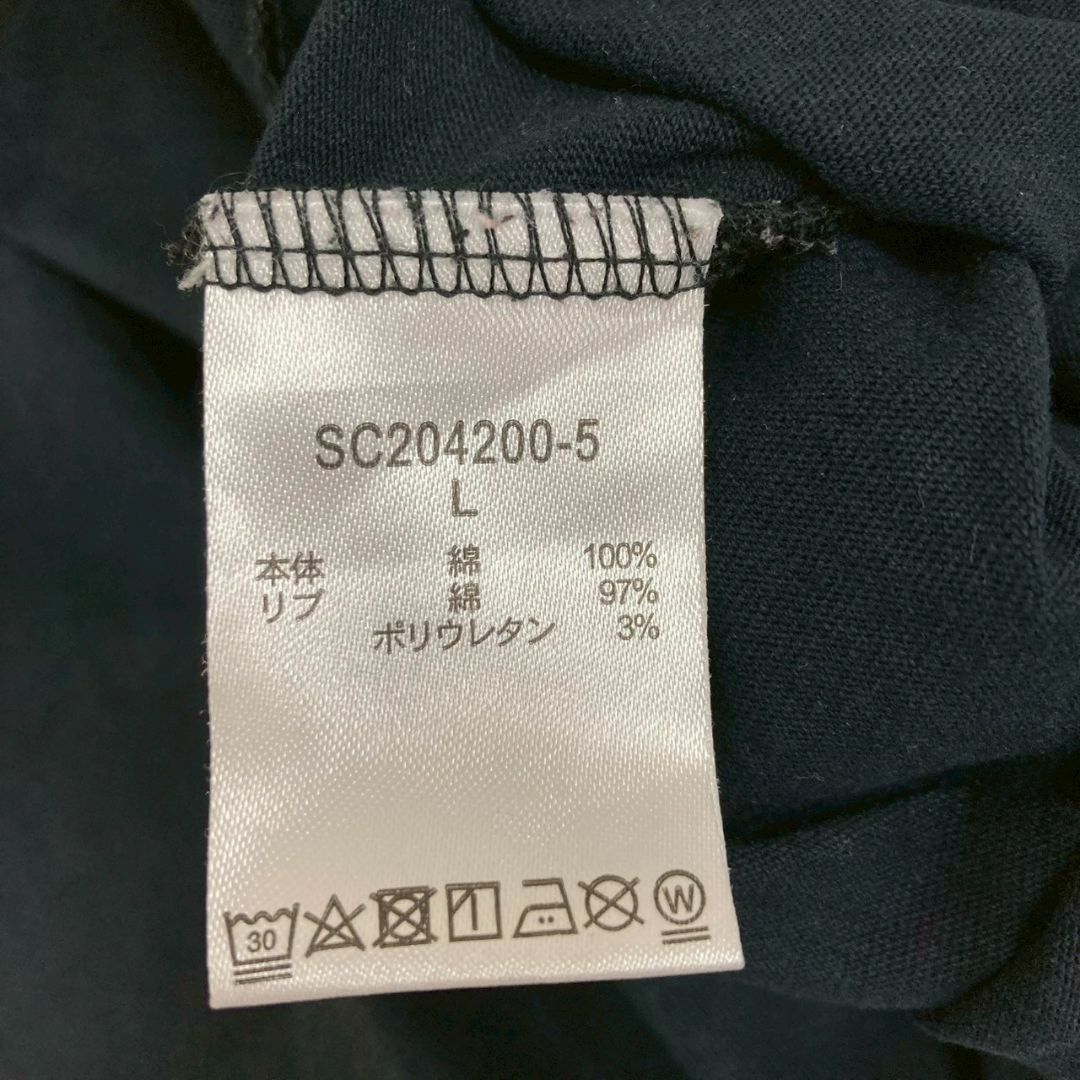 SC204200-5
L
本体 綿 100%
リブ 綿 97%
ポリウレタン 3%
30 W